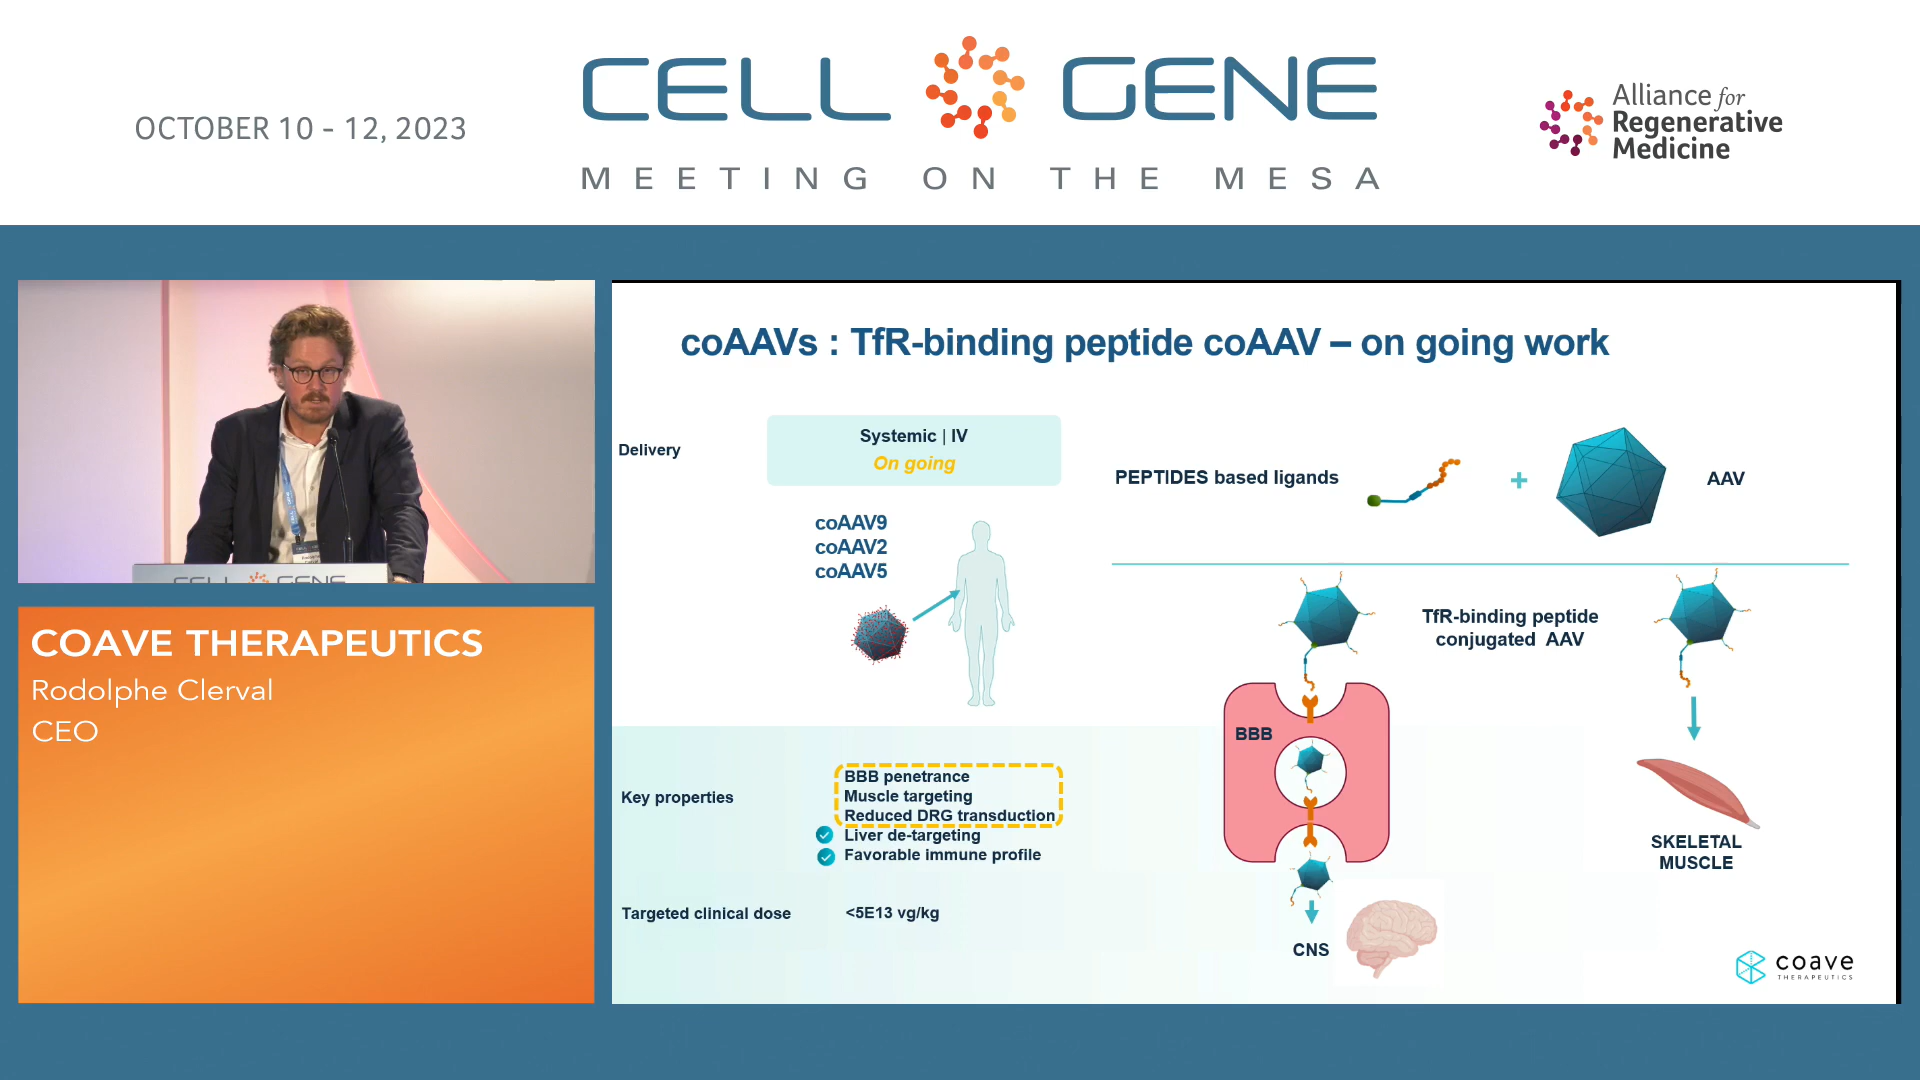 OCTOBER 10 - 12, 2023
CELL GENE
MEETING ON THE MESA
Alliance for
Regenerative
Medicine
CELL GENE
COAVE THERAPEUTICS
Rodolphe Clerval
CEO
coAAVs : TfR-binding peptide coAAV – on going work
Delivery
Systemic | IV
On going
coAAV9
coAAV2
coAAV5
PEPTIDES based ligands
+
AAV
TfR-binding peptide
conjugated AAV
BBB
SKELETAL
MUSCLE
CNS
Key properties
BBB penetrance
Muscle targeting
Reduced DRG transduction
Liver de-targeting
Favorable immune profile
Targeted clinical dose
<5E13 vg/kg
coave
THERAPEUTICS